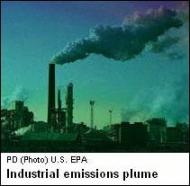 PD (Photo) U.S. EPA
Industrial emissions plume